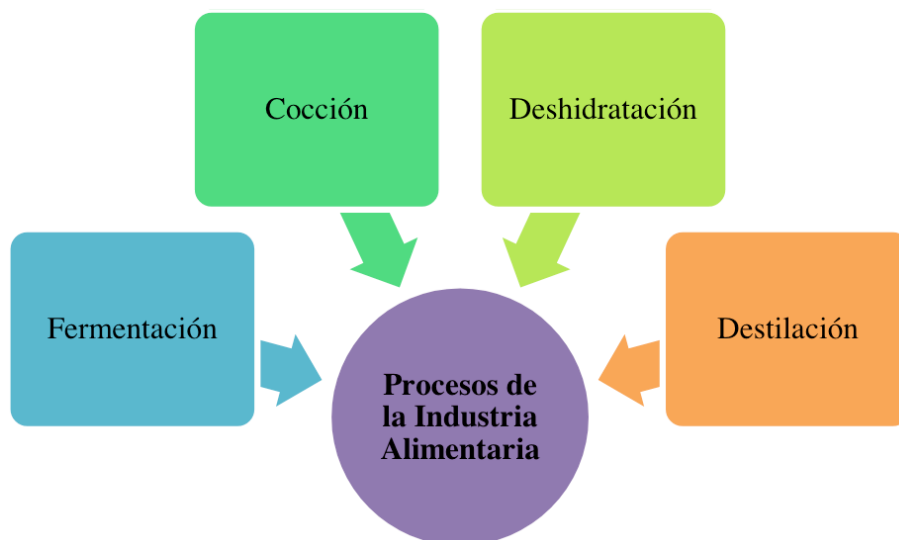 Cocción
Deshidratación
Fermentación
Destilación
Procesos de
la Industria
Alimentaria